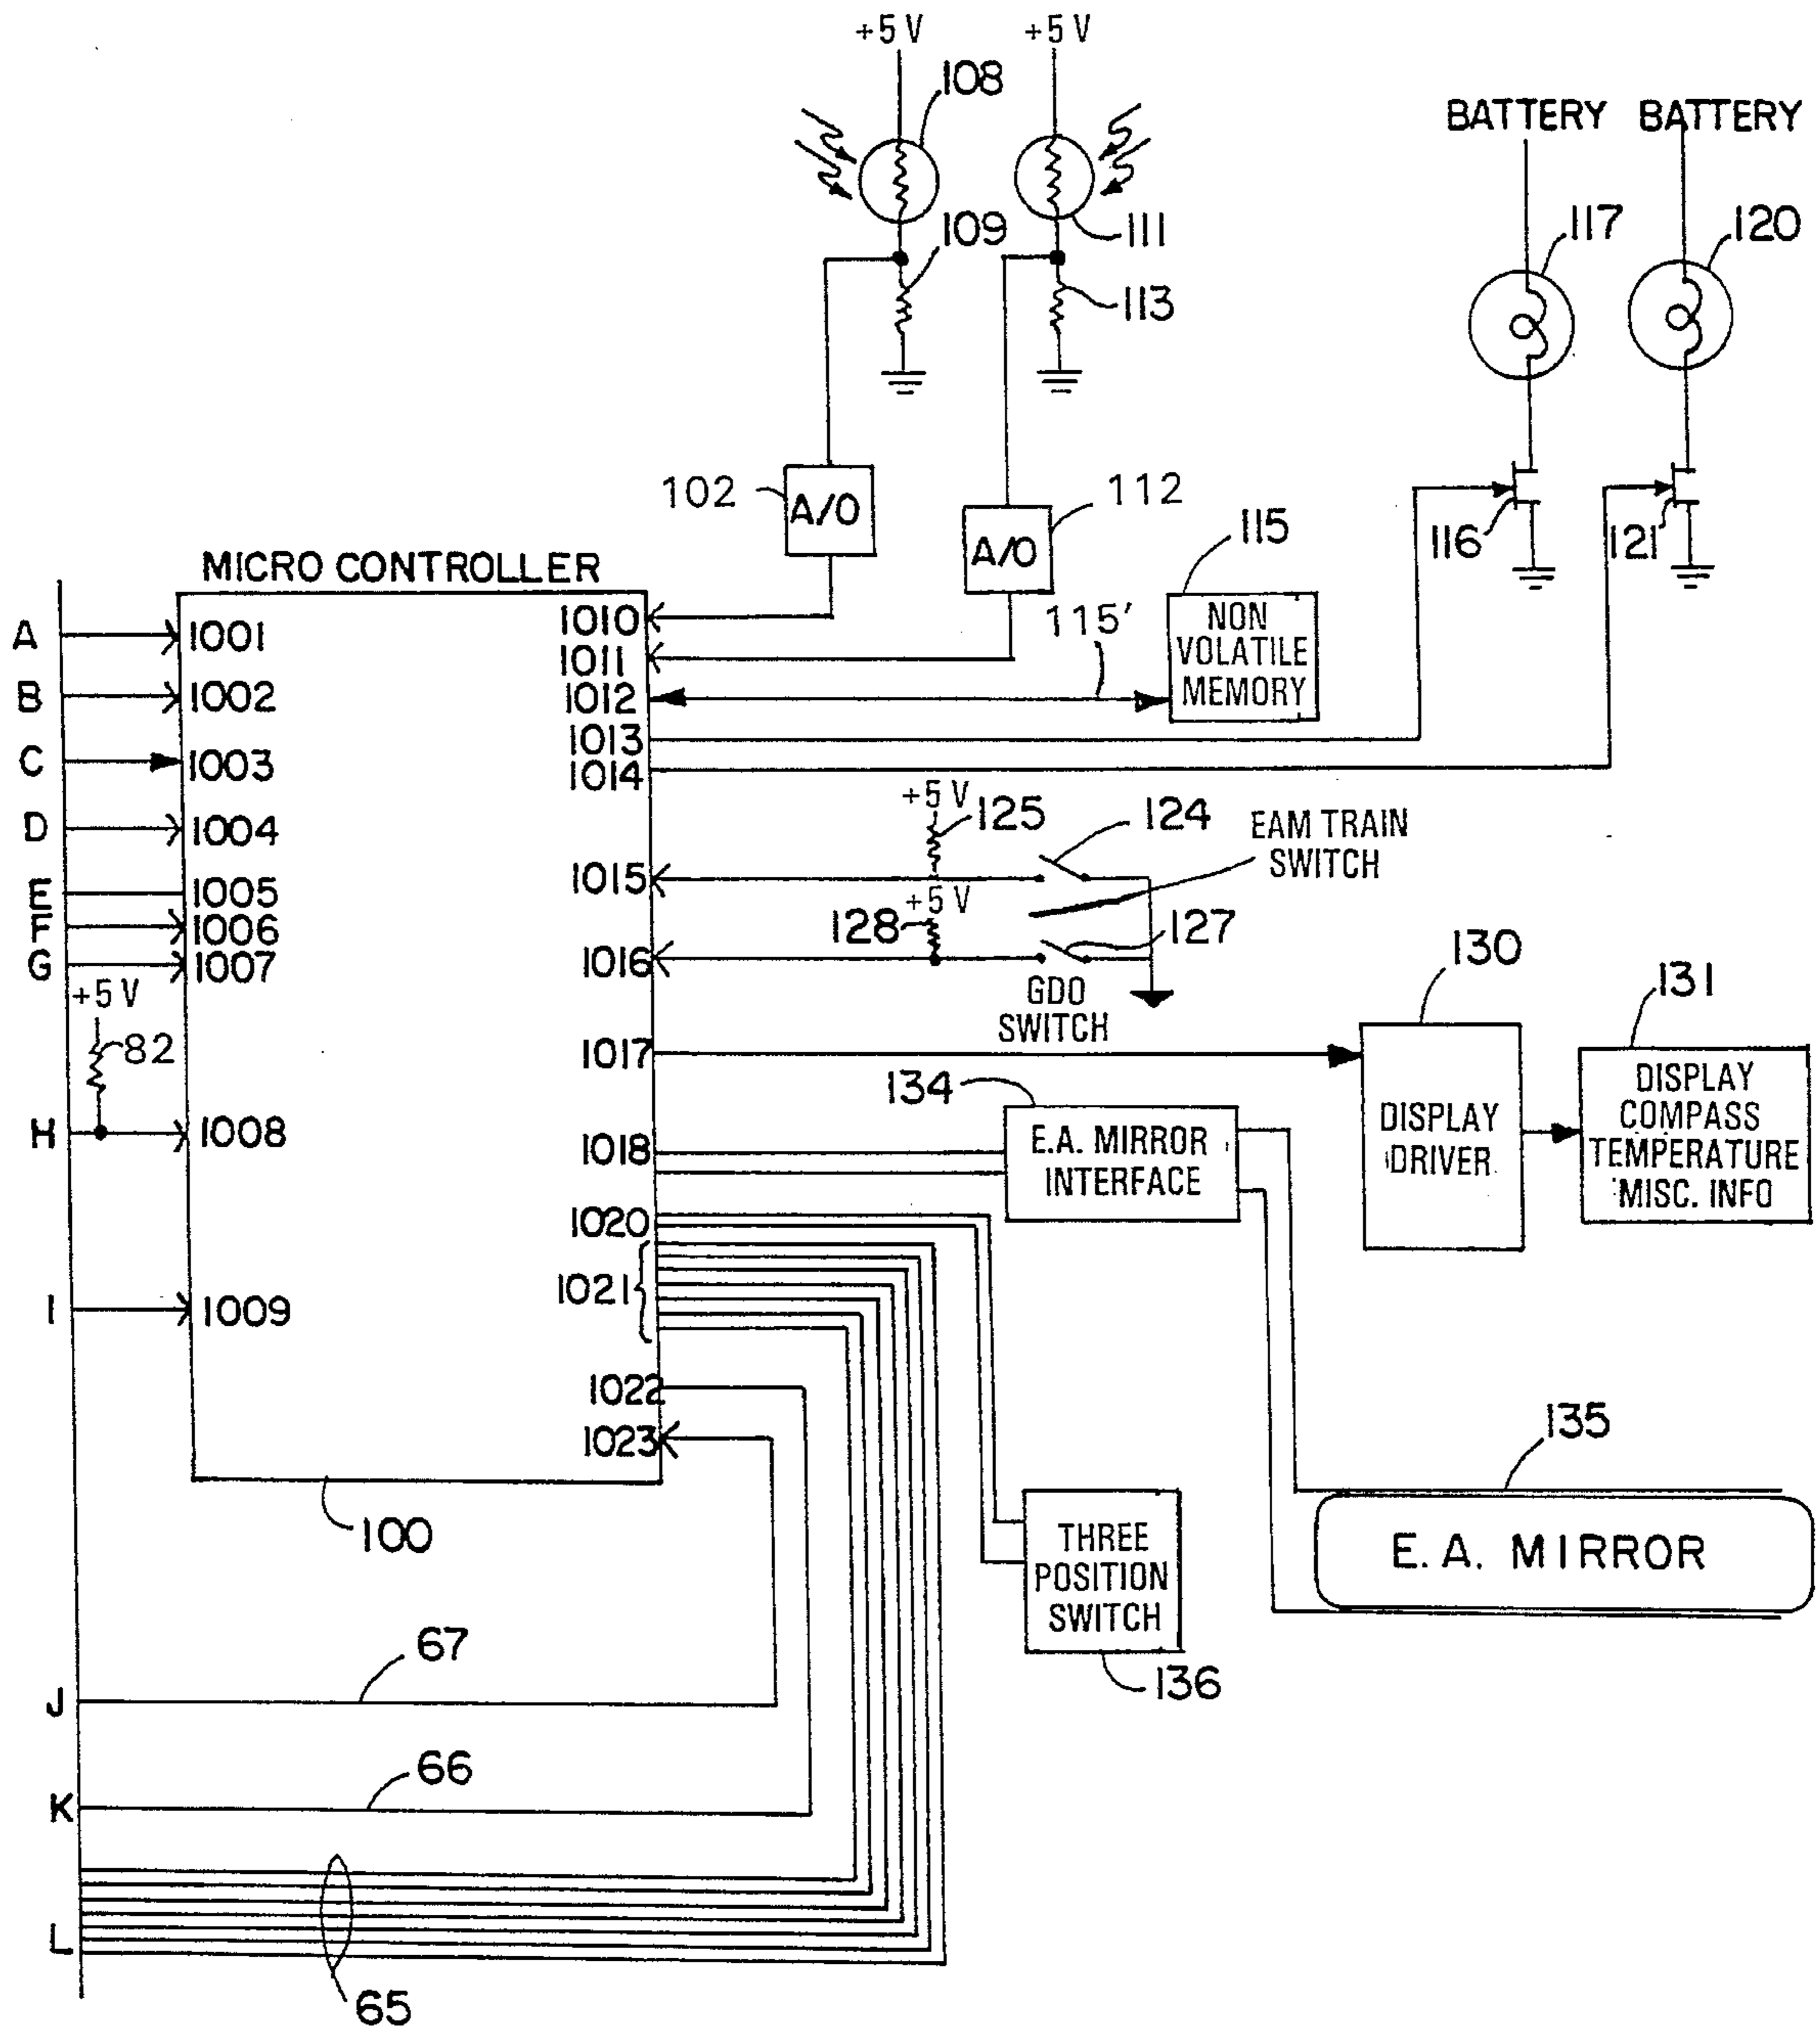 +5 V
+5 V
108
BATTERY
BATTERY
109
111
117
120
113
102
A/O
112
A/O
116
121
115
MICRO CONTROLLER
NON
VOLATILE
MEMORY
115'
A
1001
1010
1011
B
1002
1012
1013
C
1003
1014
+5 V
125
124
EAM TRAIN
SWITCH
D
1004
E
1005
1015
+5 V
F
1006
128
127
G
1007
1016
+5 V
GDO
SWITCH
130
131
82
1017
134
DISPLAY
COMPASS
TEMPERATURE
MISC. INFO
DISPLAY
DRIVER
H
1008
1018
E.A. MIRROR
INTERFACE
1020
1021
I
1009
1022
1023
135
100
THREE
POSITION
SWITCH
E. A. MIRROR
67
136
J
66
K
L
65